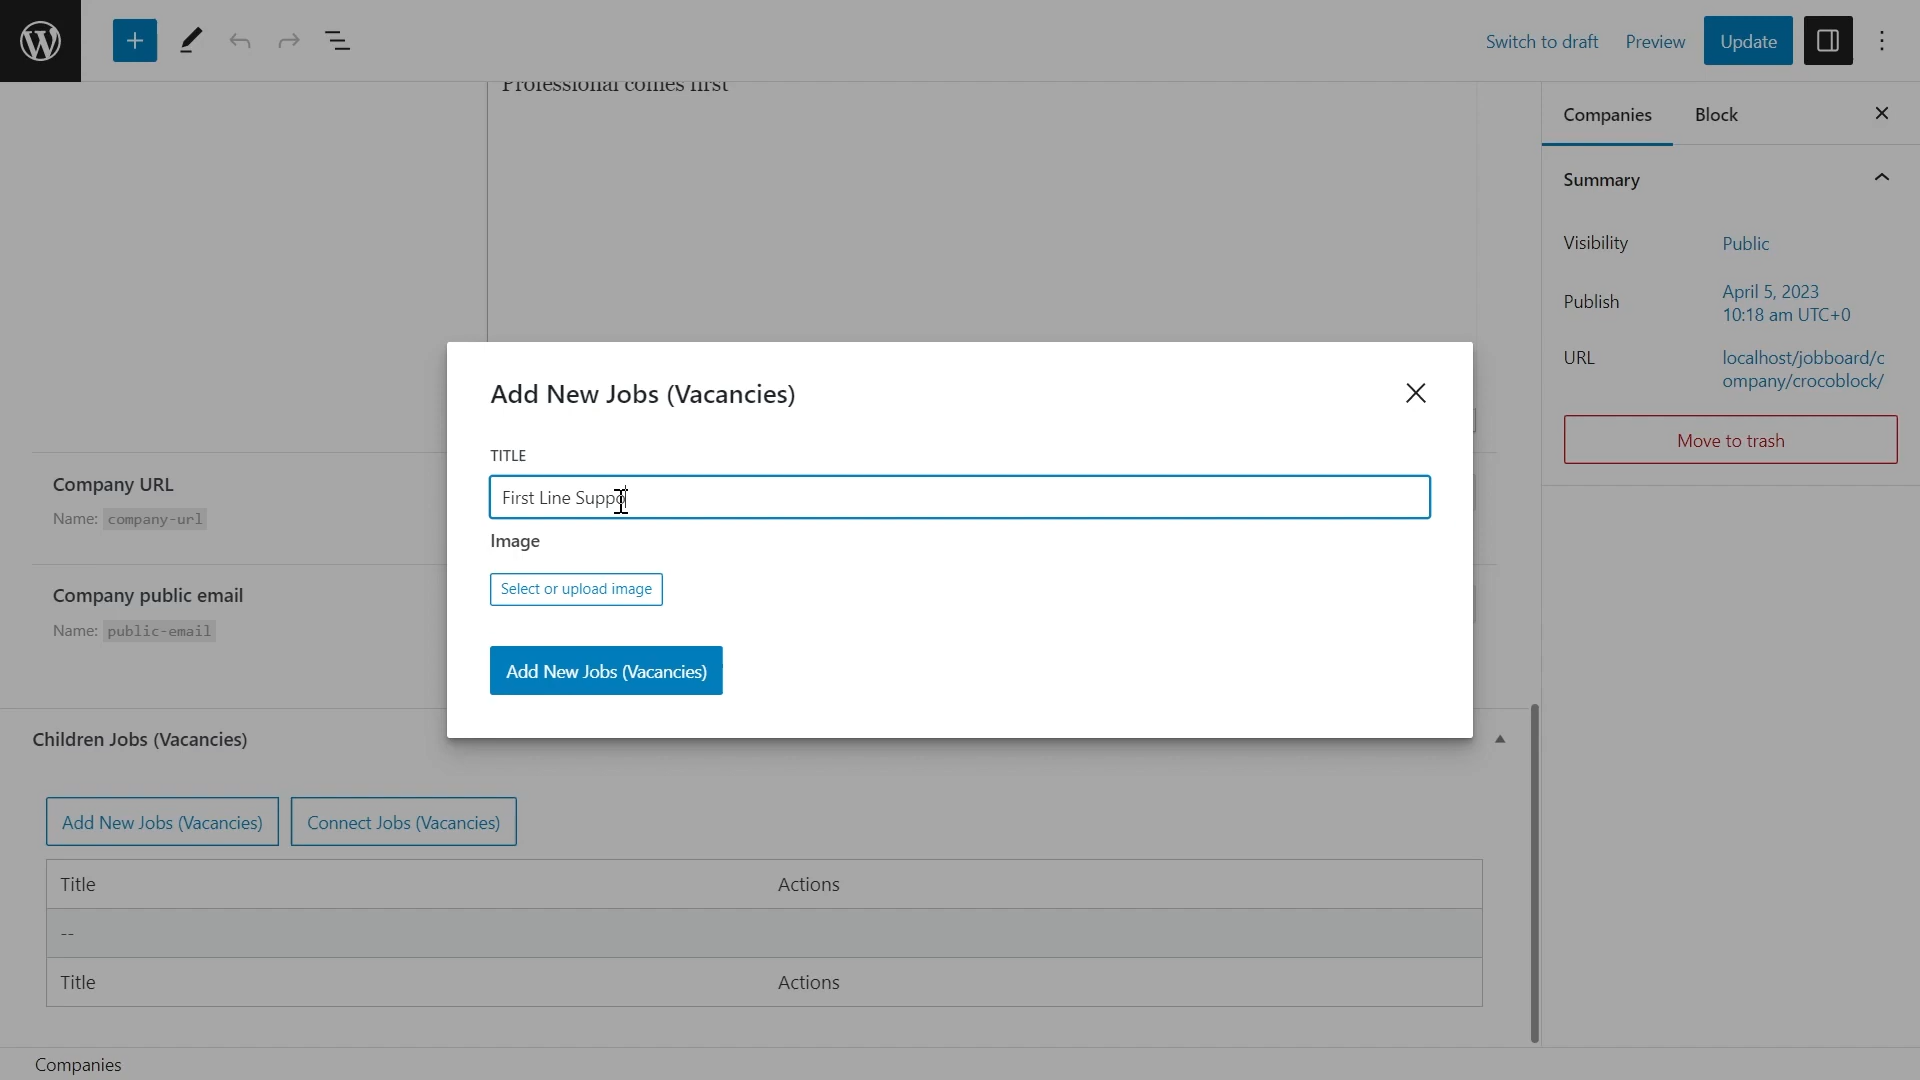 Switch to draft
Preview
Update
Professional comes first
Companies
Block
Summary
Visibility
Public
Publish
April 5, 2023
10:18 am UTC+0
URL
localhost/jobboard/c
ompany/crocoblock/
Move to trash
Add New Jobs (Vacancies)
TITLE
First Line Suppo
Image
Select or upload image
Add New Jobs (Vacancies)
Company URL
Name: company-url
Company public email
Name: public-email
Children Jobs (Vacancies)
Add New Jobs (Vacancies)
Connect Jobs (Vacancies)
Title
Actions
--
Title
Actions
Companies